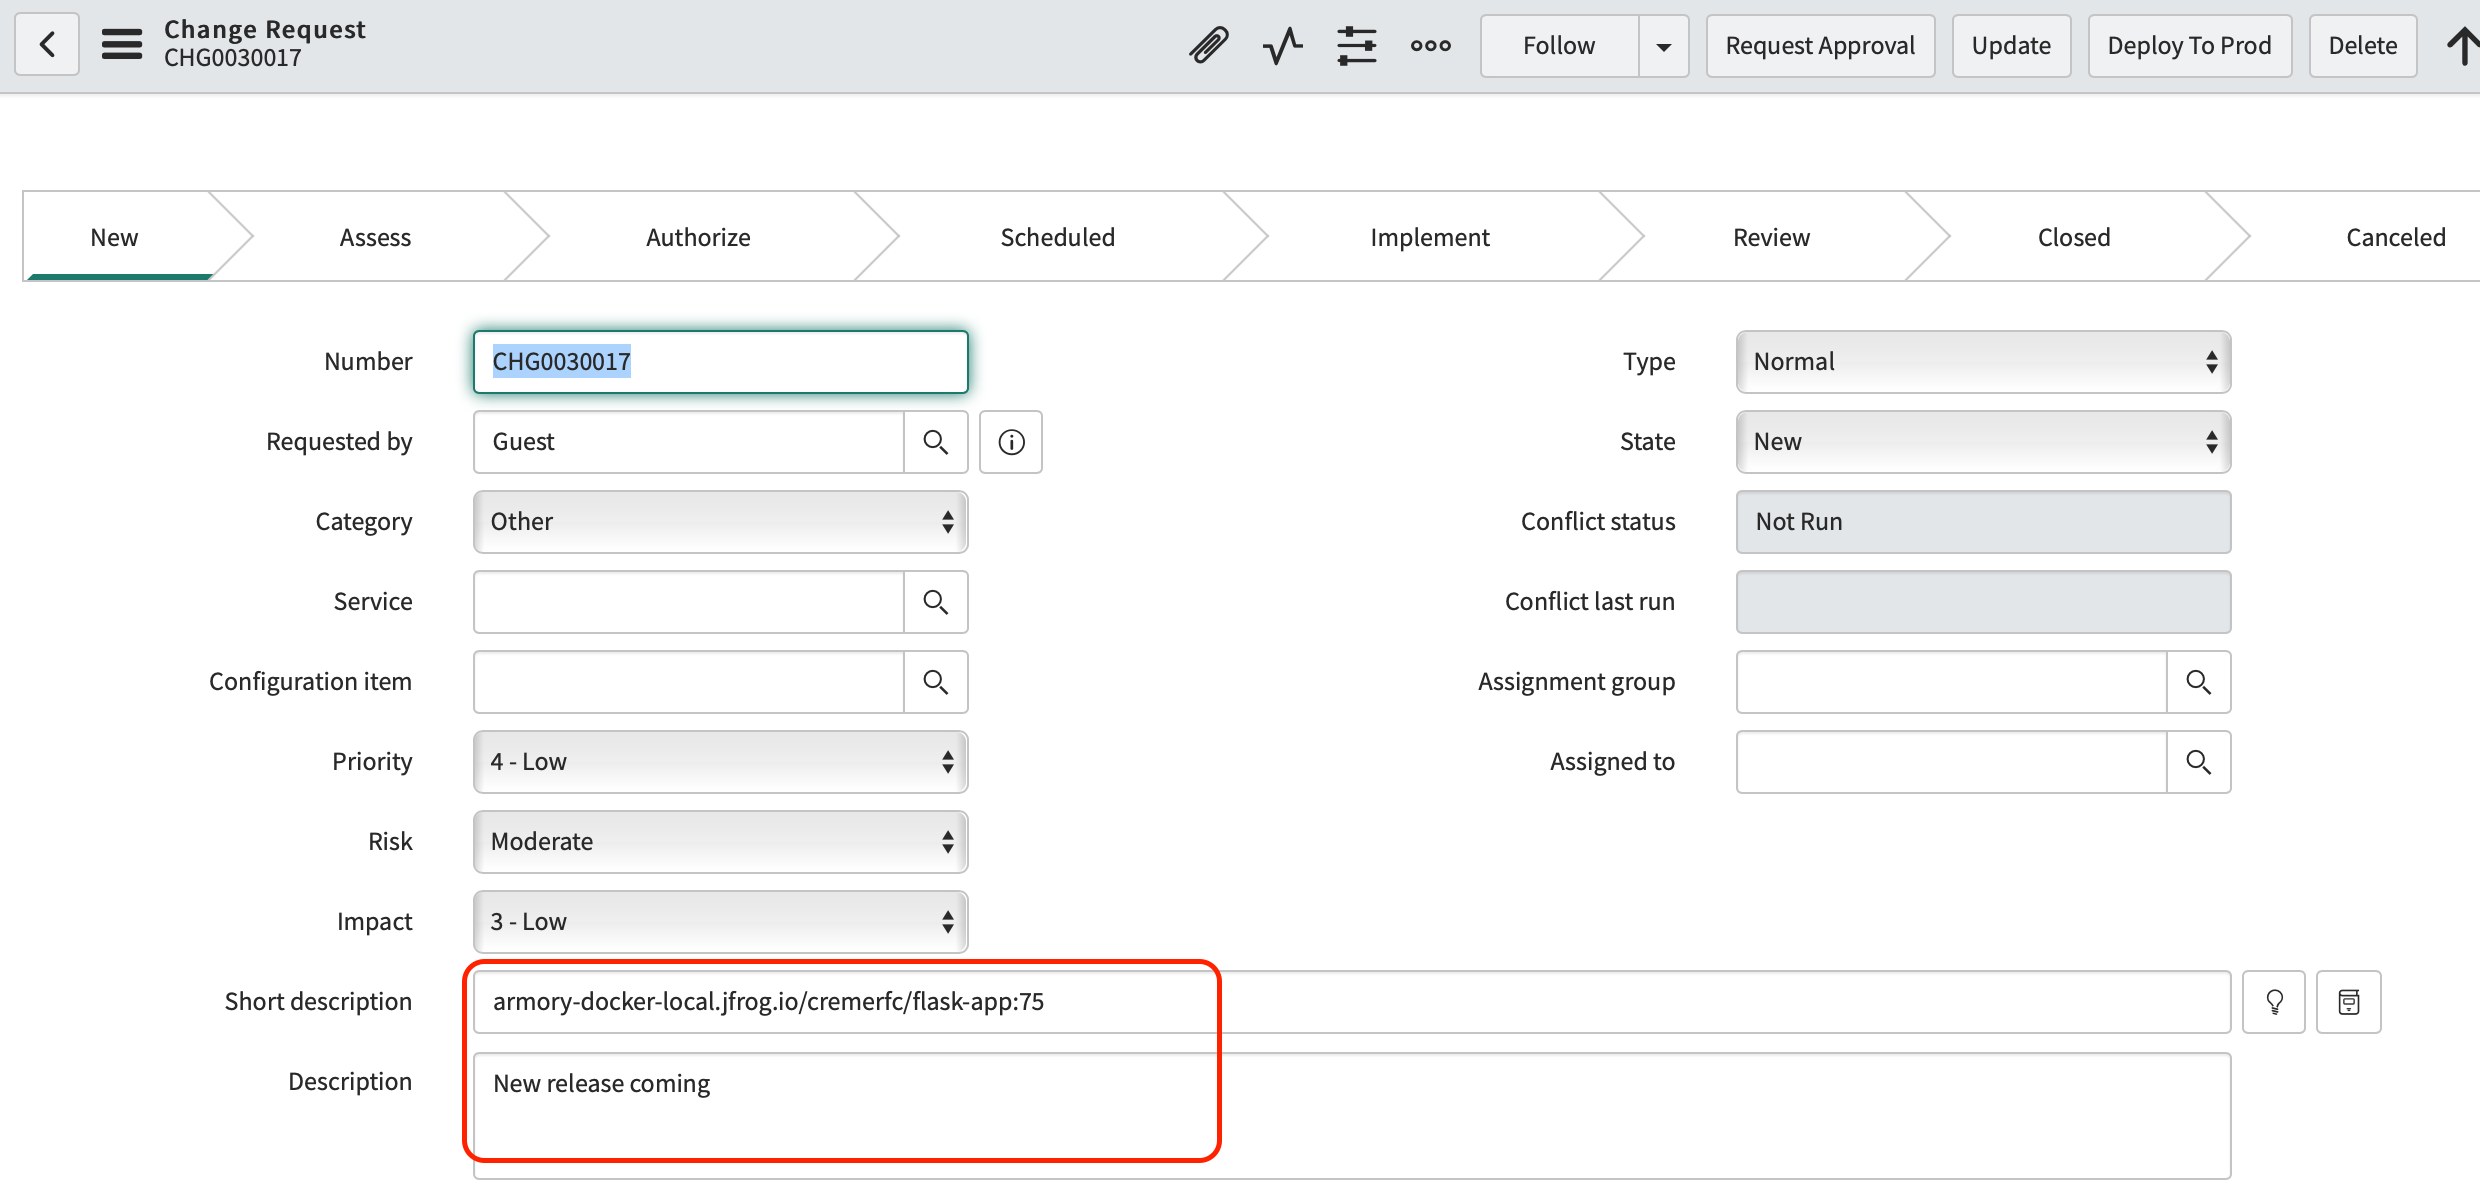 Change Request
CHG0030017
Follow
Request Approval
Update
Deploy To Prod
Delete
New
Assess
Authorize
Scheduled
Implement
Review
Closed
Canceled
Number
CHG0030017
Type
Normal
Requested by
Guest
State
New
Category
Other
Conflict status
Not Run
Service
Conflict last run
Configuration item
Assignment group
Priority
4 - Low
Assigned to
Risk
Moderate
Impact
3 - Low
Short description
armory-docker-local.jfrog.io/cremerfc/flask-app:75
Description
New release coming